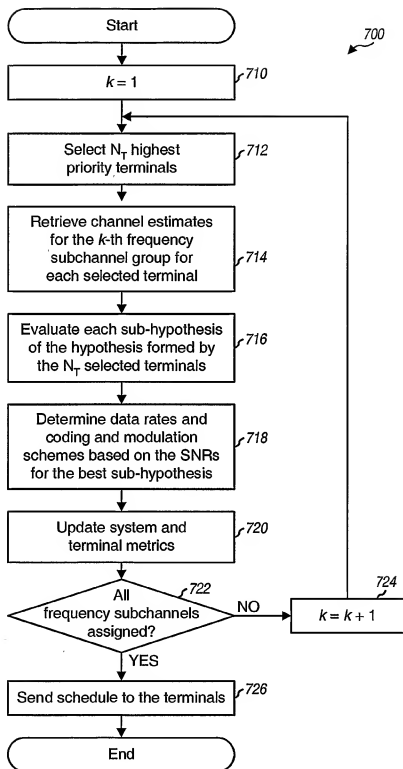 Start
700
k = 1
710
Select N_T highest
priority terminals
712
Retrieve channel estimates
for the k-th frequency
subchannel group for
each selected terminal
714
Evaluate each sub-hypothesis
of the hypothesis formed by
the N_T selected terminals
716
Determine data rates and
coding and modulation
schemes based on the SNRs
for the best sub-hypothesis
718
Update system and
terminal metrics
720
All
frequency subchannels
assigned?
722
NO
724
k = k + 1
YES
Send schedule to the terminals
726
End